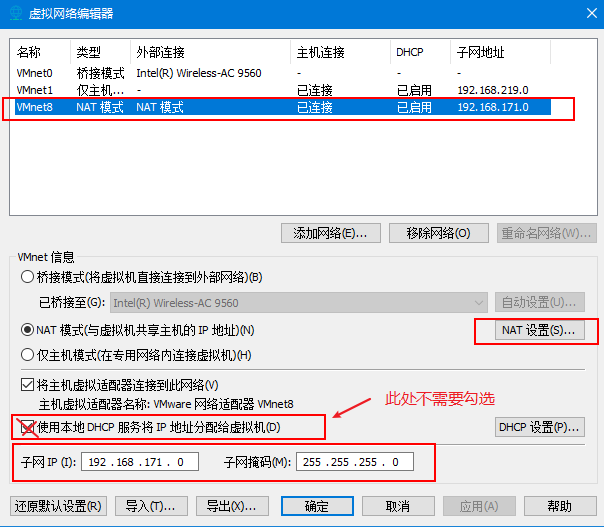 虚拟网络编辑器
名称 类型 外部连接 主机连接 DHCP 子网地址
VMnet0 桥接模式 Intel(R) Wireless-AC 9560 - - -
VMnet1 仅主机... - 已连接 已启用 192.168.219.0
VMnet8 NAT 模式 NAT 模式 已连接 已启用 192.168.171.0
添加网络(E)... 移除网络(O) 重命名网络(W)...
VMnet 信息
桥接模式(将虚拟机直接连接到外部网络)(B)
已桥接至(G): Intel(R) Wireless-AC 9560 自动设置(U)...
NAT 模式(与虚拟机共享主机的 IP 地址)(N) NAT 设置(S)...
仅主机模式(在专用网络内连接虚拟机)(H)
将主机虚拟适配器连接到此网络(V)
主机虚拟适配器名称: VMware 网络适配器 VMnet8
此处不需要勾选
使用本地 DHCP 服务将 IP 地址分配给虚拟机(D) DHCP 设置(P)...
子网 IP (I): 192 .168 .171 . 0 子网掩码(M): 255 .255 .255 . 0
还原默认设置(R) 导入(T)... 导出(X)... 确定 取消 应用(A) 帮助